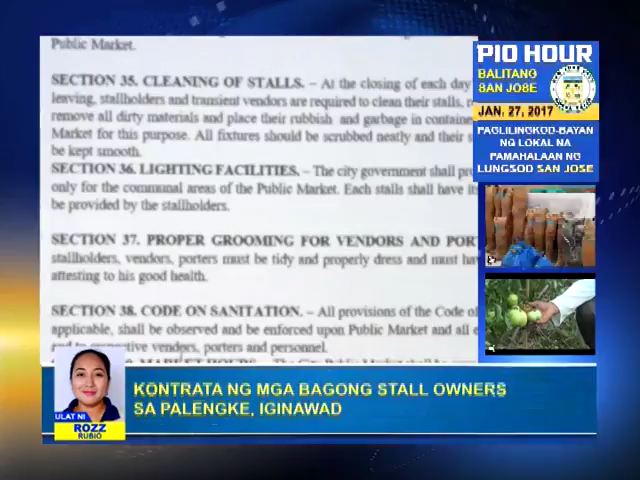 Public Market.
SECTION 35. CLEANING OF STALLS. – At the closing of each day
leaving, stallholders and transient vendors are required to clean their stalls,
remove all dirty materials and place their rubbish and garbage in containe
Market for this purpose. All fixtures should be scrubbed neatly and their s
be kept smooth.
SECTION 36. LIGHTING FACILITIES. – The city government shall pro
only for the communal areas of the Public Market. Each stalls shall have its
be provided by the stallholders.
SECTION 37. PROPER GROOMING FOR VENDORS AND POR
stallholders, vendors, porters must be tidy and properly dress and must hav
attesting to his good health.
SECTION 38. CODE ON SANITATION. – All provisions of the Code of
applicable, shall be observed and enforced upon Public Market and all
vendors, porters and personnel.
PIO HOUR
BALITANG
SAN JOSE
JAN. 27, 2017
PAGLILINGKOD-BAYAN
NG LOKAL NA
PAMAHALAAN NG
LUNGSOD SAN JOSE
ULAT NI
ROZZ
RUBIO
KONTRATA NG MGA BAGONG STALL OWNERS
SA PALENGKE, IGINAWAD